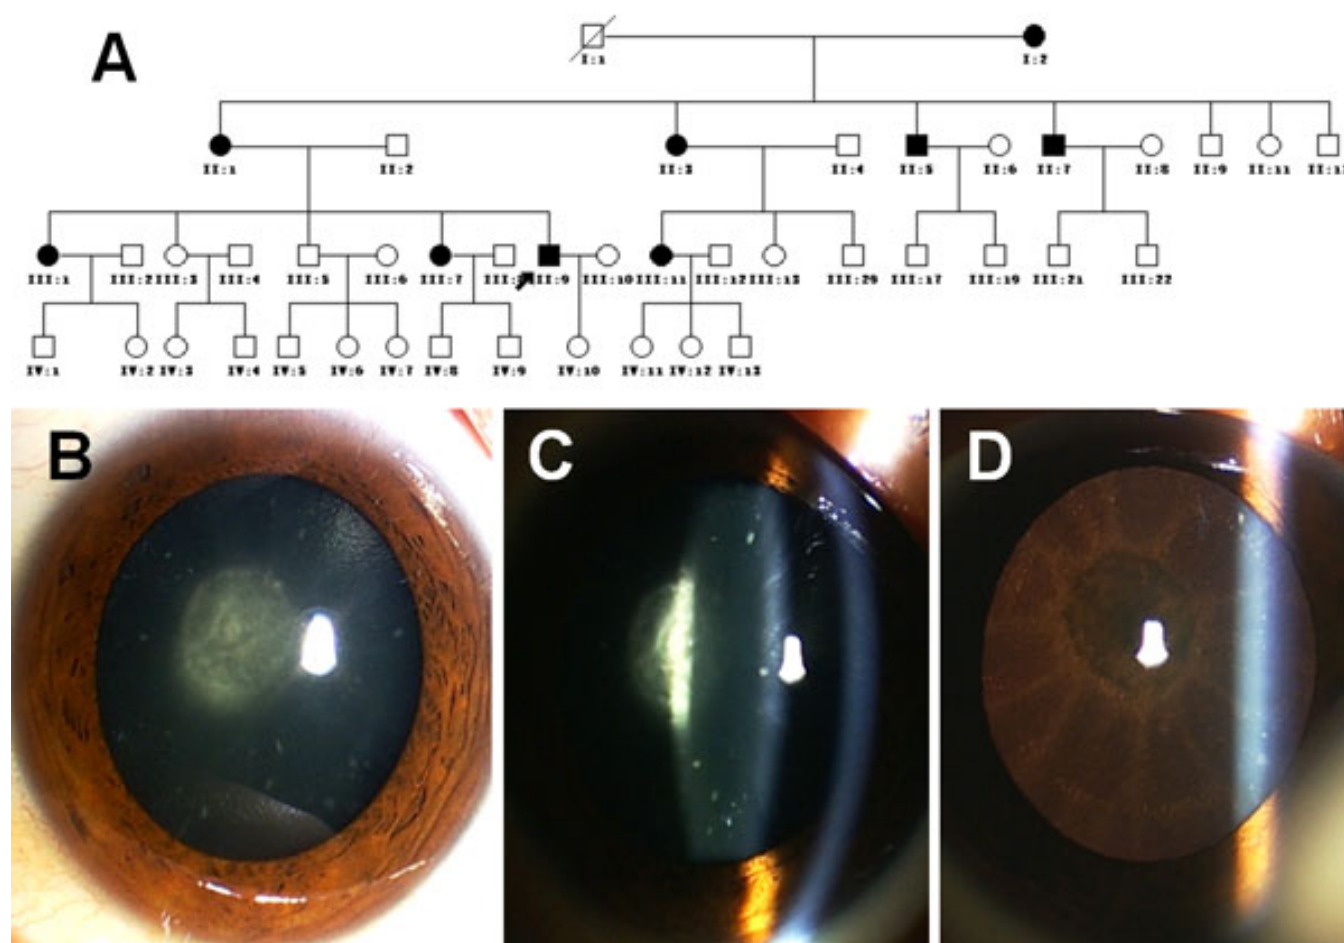 A
I:1 I:2
II:1 II:2 II:3 II:4 II:5 II:6 II:7 II:8 II:9 II:11
III:1 III:2 III:3 III:4 III:5 III:6 III:7 III:9 III:10 III:11 III:12 III:13 III:29 III:17 III:19 III:21 III:22
IV:1 IV:2 IV:3 IV:4 IV:5 IV:6 IV:7 IV:8 IV:9 IV:10 IV:11 IV:12 IV:13
B C D